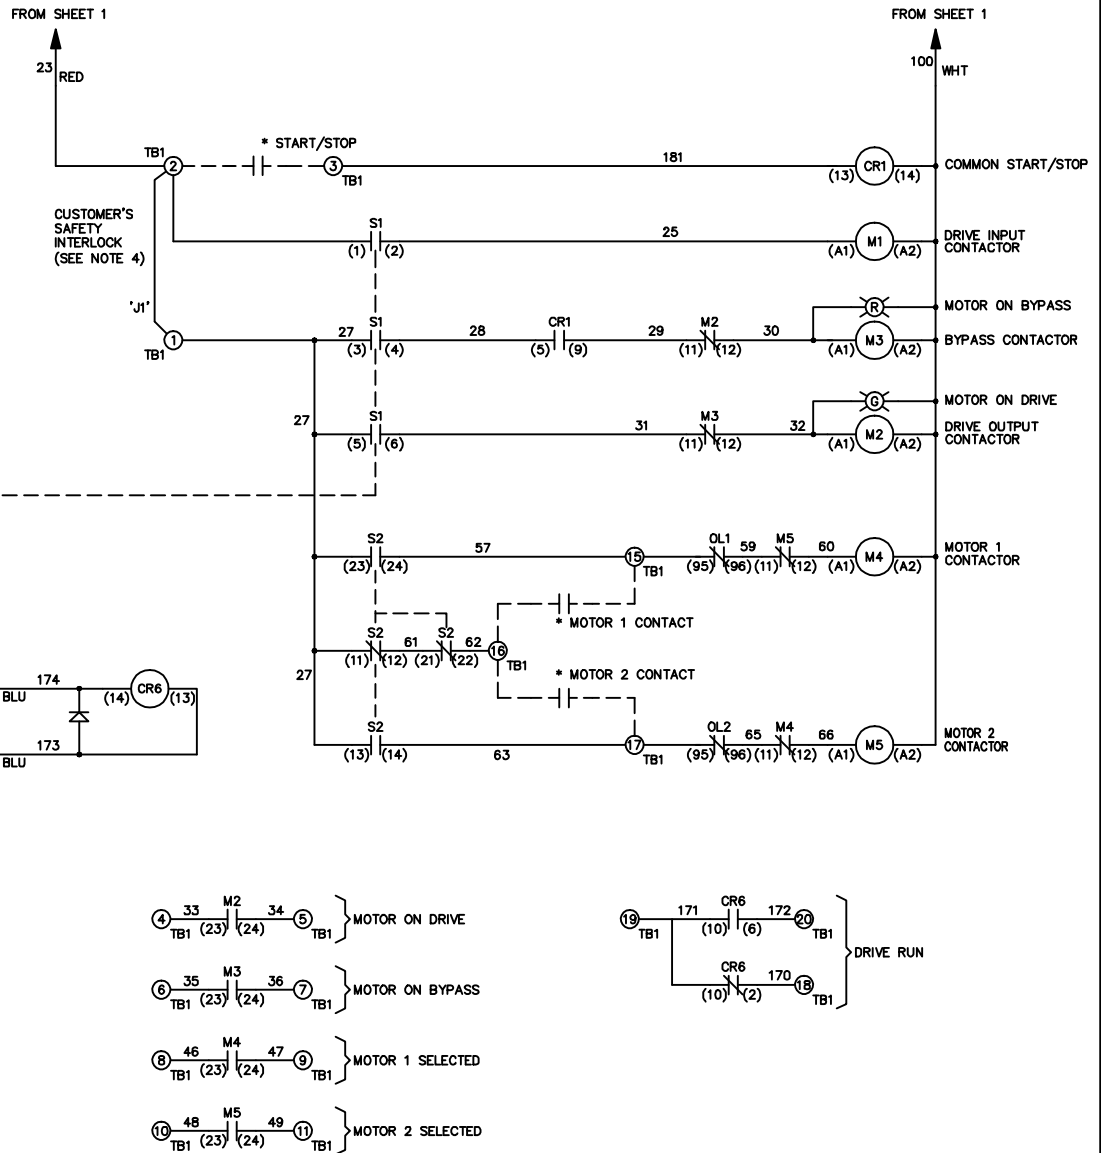 FROM SHEET 1
FROM SHEET 1
23
RED
100
WHT
* START/STOP
TB1
2
3
TB1
181
(13)
CR1
(14)
COMMON START/STOP
CUSTOMER'S
SAFETY
INTERLOCK
(SEE NOTE 4)
S1
(1)
(2)
25
(A1)
M1
(A2)
DRIVE INPUT
CONTACTOR
'J1'
R
MOTOR ON BYPASS
TB1
1
27
S1
(3)
(4)
28
CR1
(5)
(9)
29
M2
(11)
(12)
30
(A1)
M3
(A2)
BYPASS CONTACTOR
G
MOTOR ON DRIVE
27
S1
(5)
(6)
31
M3
(11)
(12)
32
(A1)
M2
(A2)
DRIVE OUTPUT
CONTACTOR
S2
(23)
(24)
57
15
TB1
OL1
(95)
(96)
59
M5
(11)
(12)
60
(A1)
M4
(A2)
MOTOR 1
CONTACTOR
* MOTOR 1 CONTACT
S2
(11)
(12)
61
S2
(21)
(22)
62
16
TB1
27
* MOTOR 2 CONTACT
174
BLU
(14)
CR6
(13)
173
BLU
S2
(13)
(14)
63
17
TB1
OL2
(95)
(96)
65
M4
(11)
(12)
66
(A1)
M5
(A2)
MOTOR 2
CONTACTOR
4
TB1
33
M2
(23)
(24)
34
5
TB1
MOTOR ON DRIVE
19
TB1
171
CR6
(10)
(6)
172
20
TB1
DRIVE RUN
CR6
(10)
(2)
170
18
TB1
6
TB1
35
M3
(23)
(24)
36
7
TB1
MOTOR ON BYPASS
8
TB1
46
M4
(23)
(24)
47
9
TB1
MOTOR 1 SELECTED
10
TB1
48
M5
(23)
(24)
49
11
TB1
MOTOR 2 SELECTED